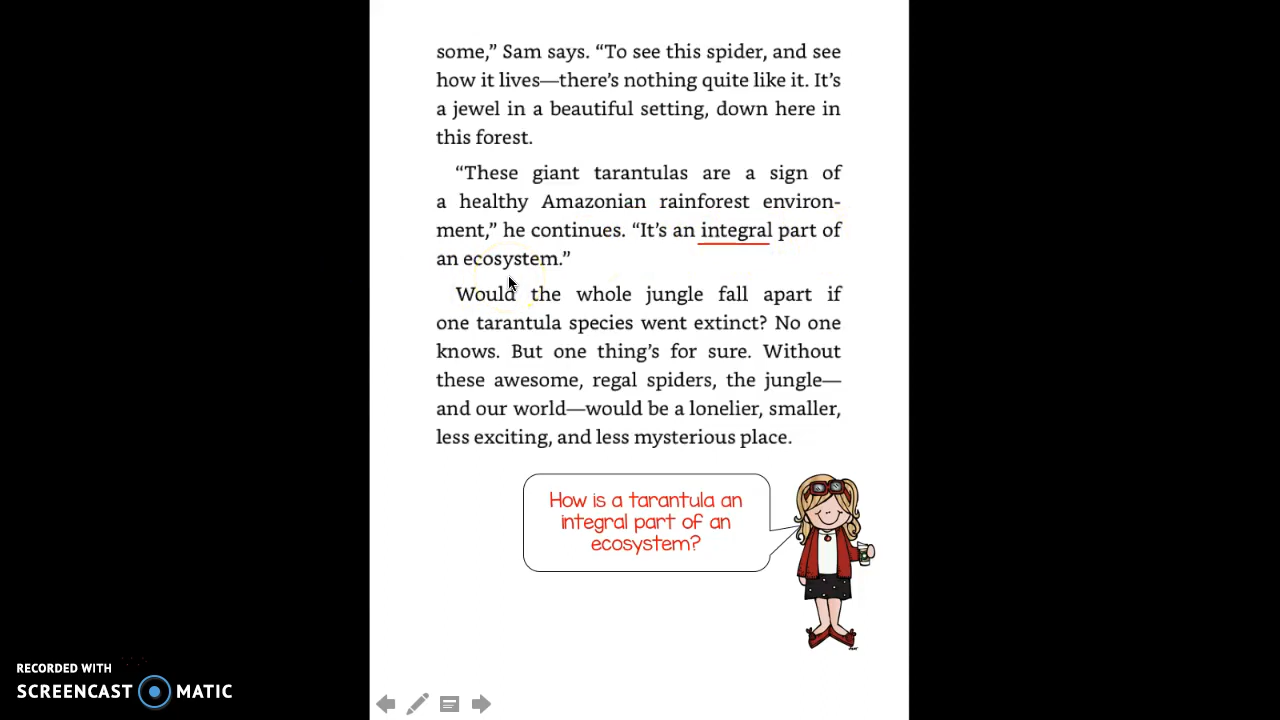 some,” Sam says. “To see this spider, and see
how it lives—there’s nothing quite like it. It’s
a jewel in a beautiful setting, down here in
this forest.
“These giant tarantulas are a sign of
a healthy Amazonian rainforest environ-
ment,” he continues. “It’s an integral part of
an ecosystem.”
Would the whole jungle fall apart if
one tarantula species went extinct? No one
knows. But one thing’s for sure. Without
these awesome, regal spiders, the jungle—
and our world—would be a lonelier, smaller,
less exciting, and less mysterious place.
How is a tarantula an
integral part of an
ecosystem?
RECORDED WITH
SCREENCAST MATIC